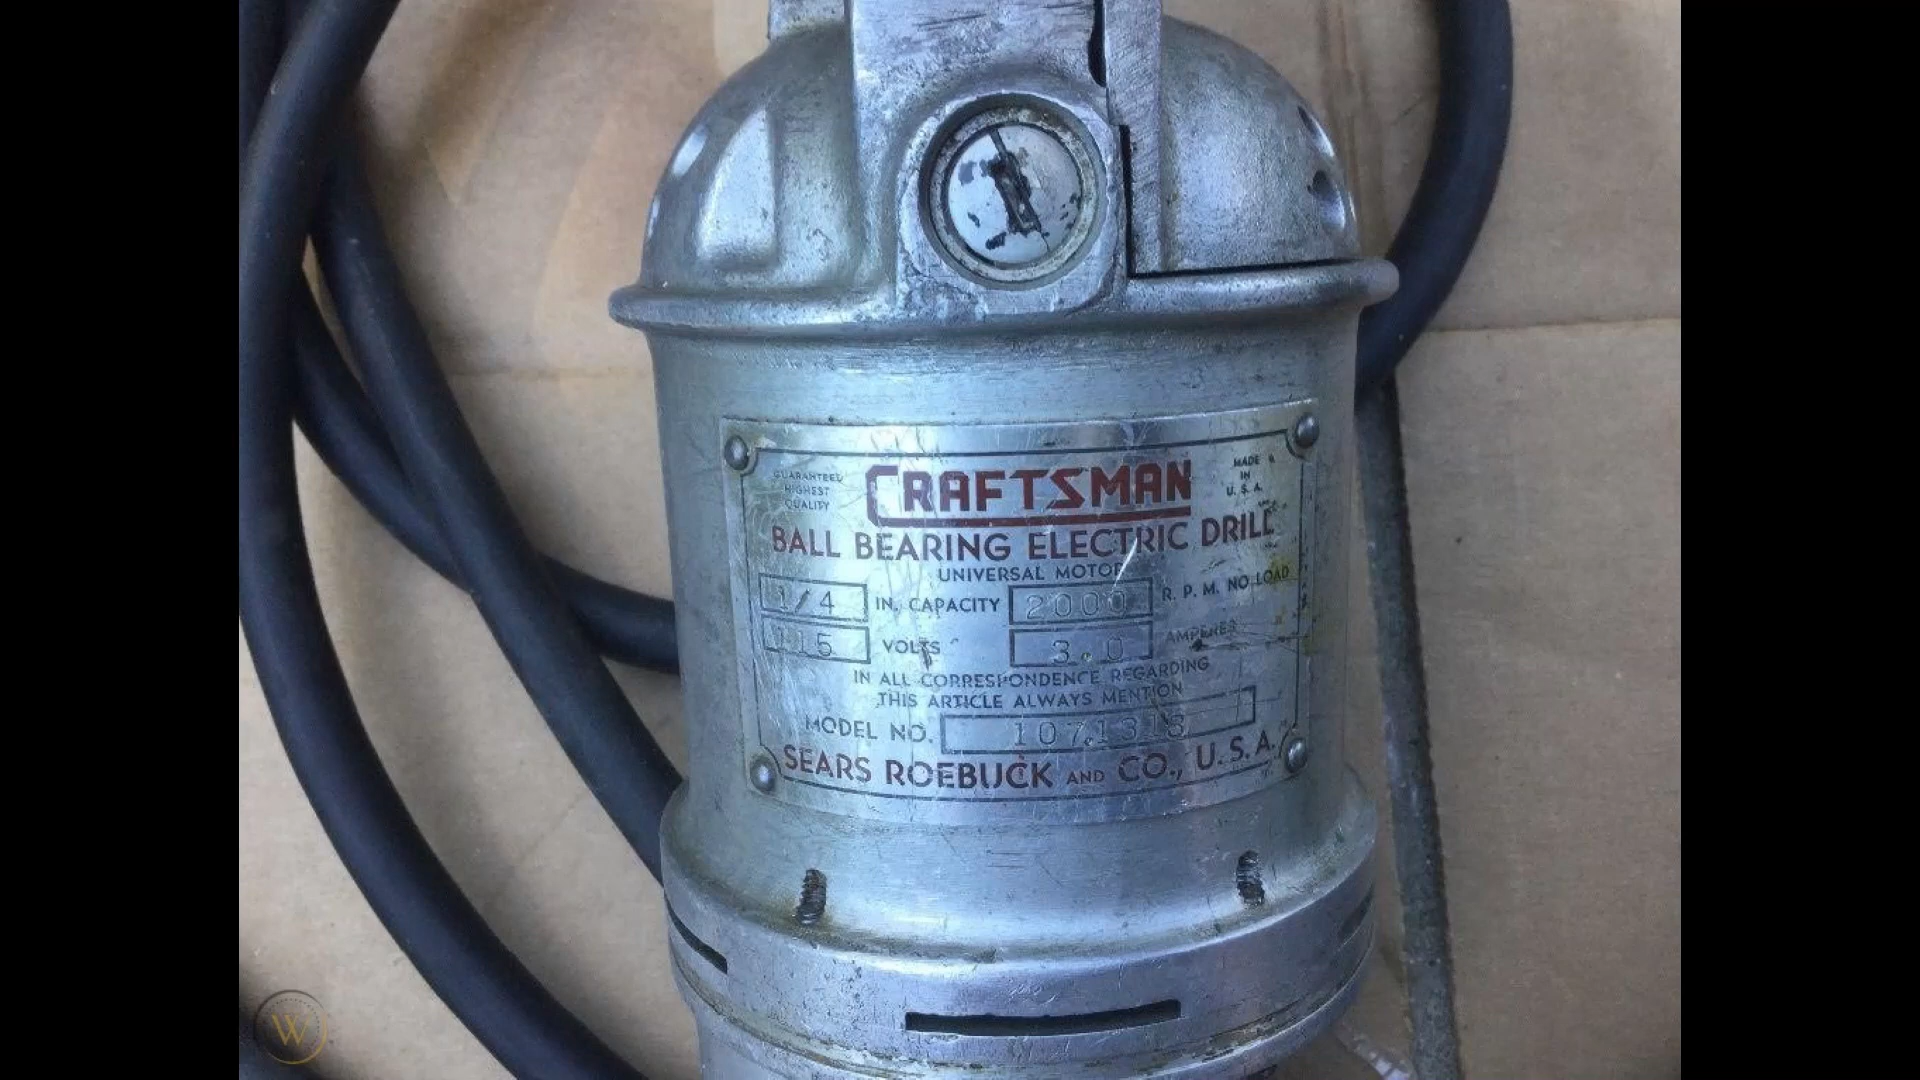 GUARANTEED
HIGHEST
QUALITY
CRAFTSMAN
MADE
IN
U.S.A.
BALL BEARING ELECTRIC DRILL
UNIVERSAL MOTOR
1/4 IN. CAPACITY 2000 R.P.M. NO LOAD
115 VOLTS 3.0 AMPERES
IN ALL CORRESPONDENCE REGARDING
THIS ARTICLE ALWAYS MENTION
MODEL NO. 107.1318
SEARS ROEBUCK AND CO., U.S.A.
W